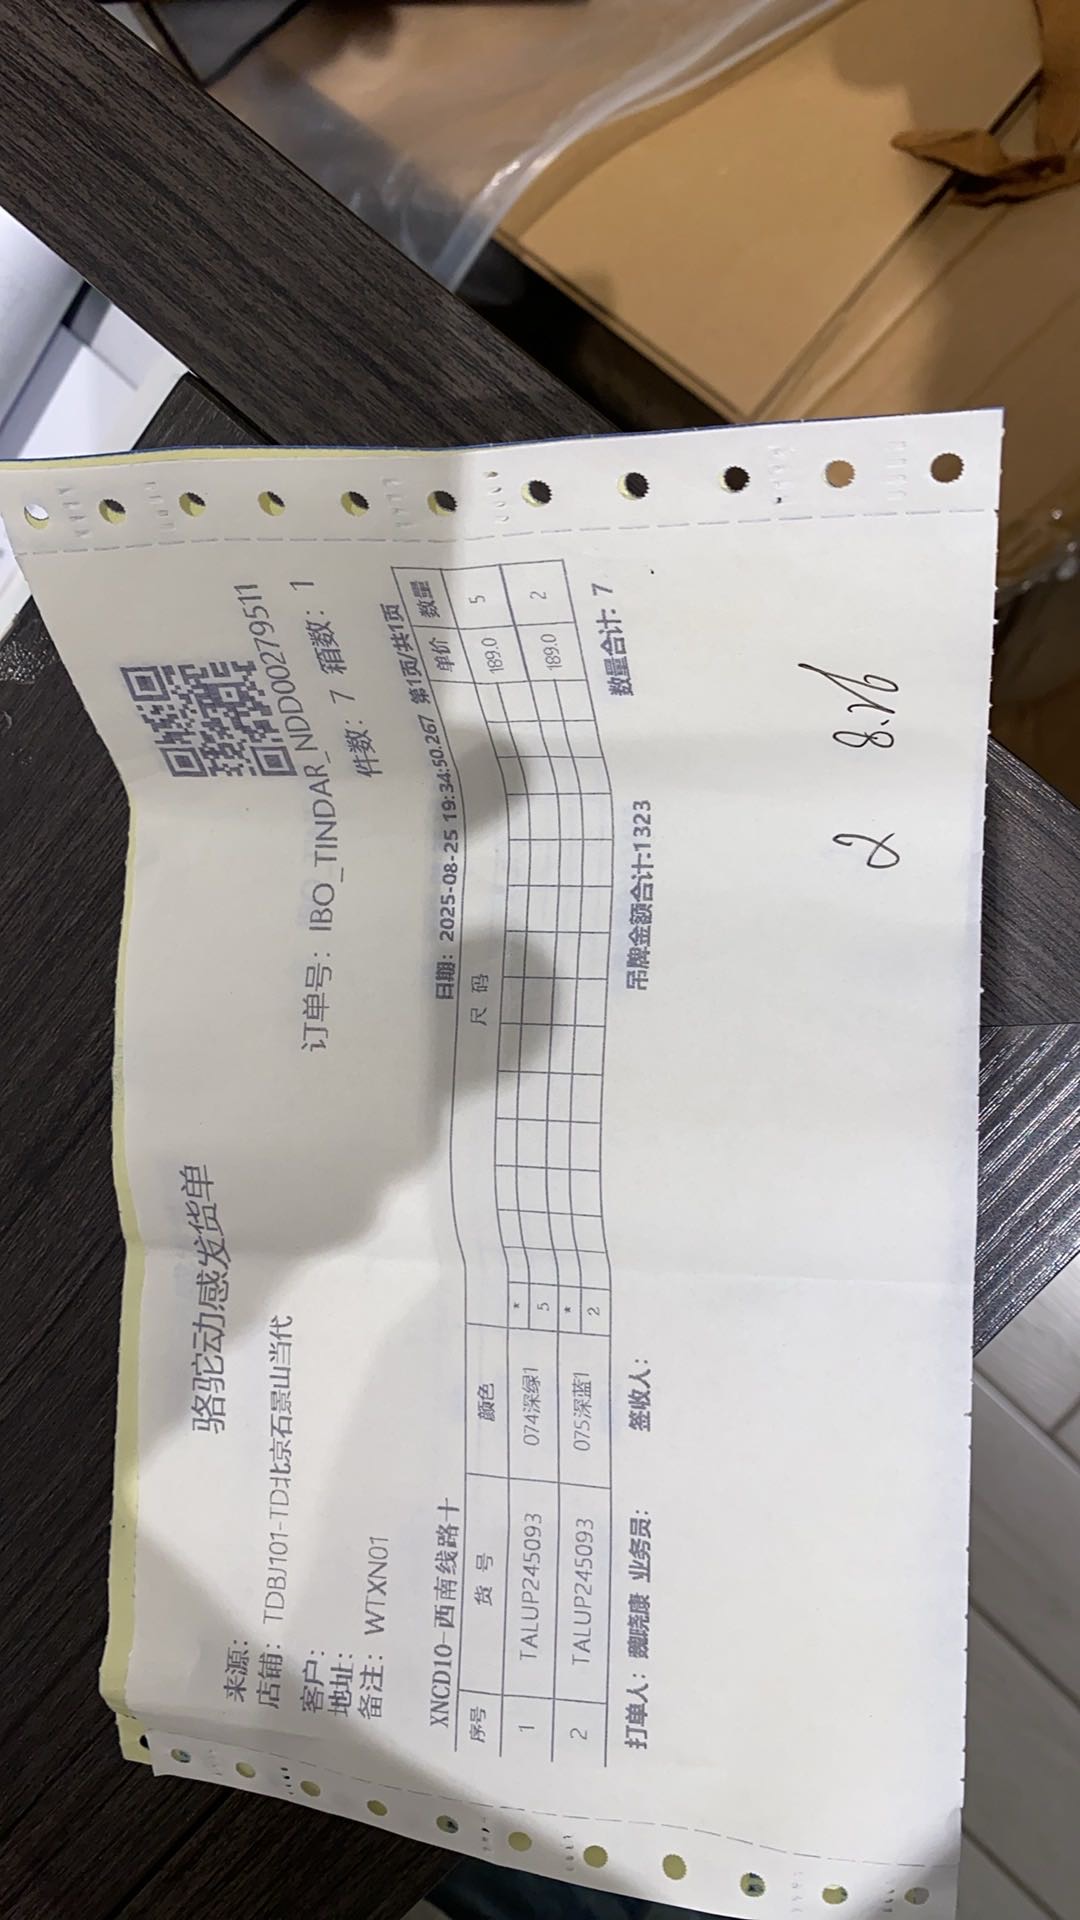 骆驼动感发货单
来源：
店铺：TDBJ101-TD北京石景山当代
订单号：IBO_TINDAR_NDD00279511
客户：
地址：
件数：7 箱数：1
备注：WTXN01
XNCD10-西南线路十 日期：2025-08-25 19:34:50.267 第1页/共1页
序号 货号 颜色 尺码 单价 数量
*
1 TALUP245093 074深绿1 5 189.0 5
*
2 TALUP245093 075深蓝1 2 189.0 2
打单人：魏晓康 业务员： 签收人： 吊牌金额合计:1323 数量合计: 7
2 8.26